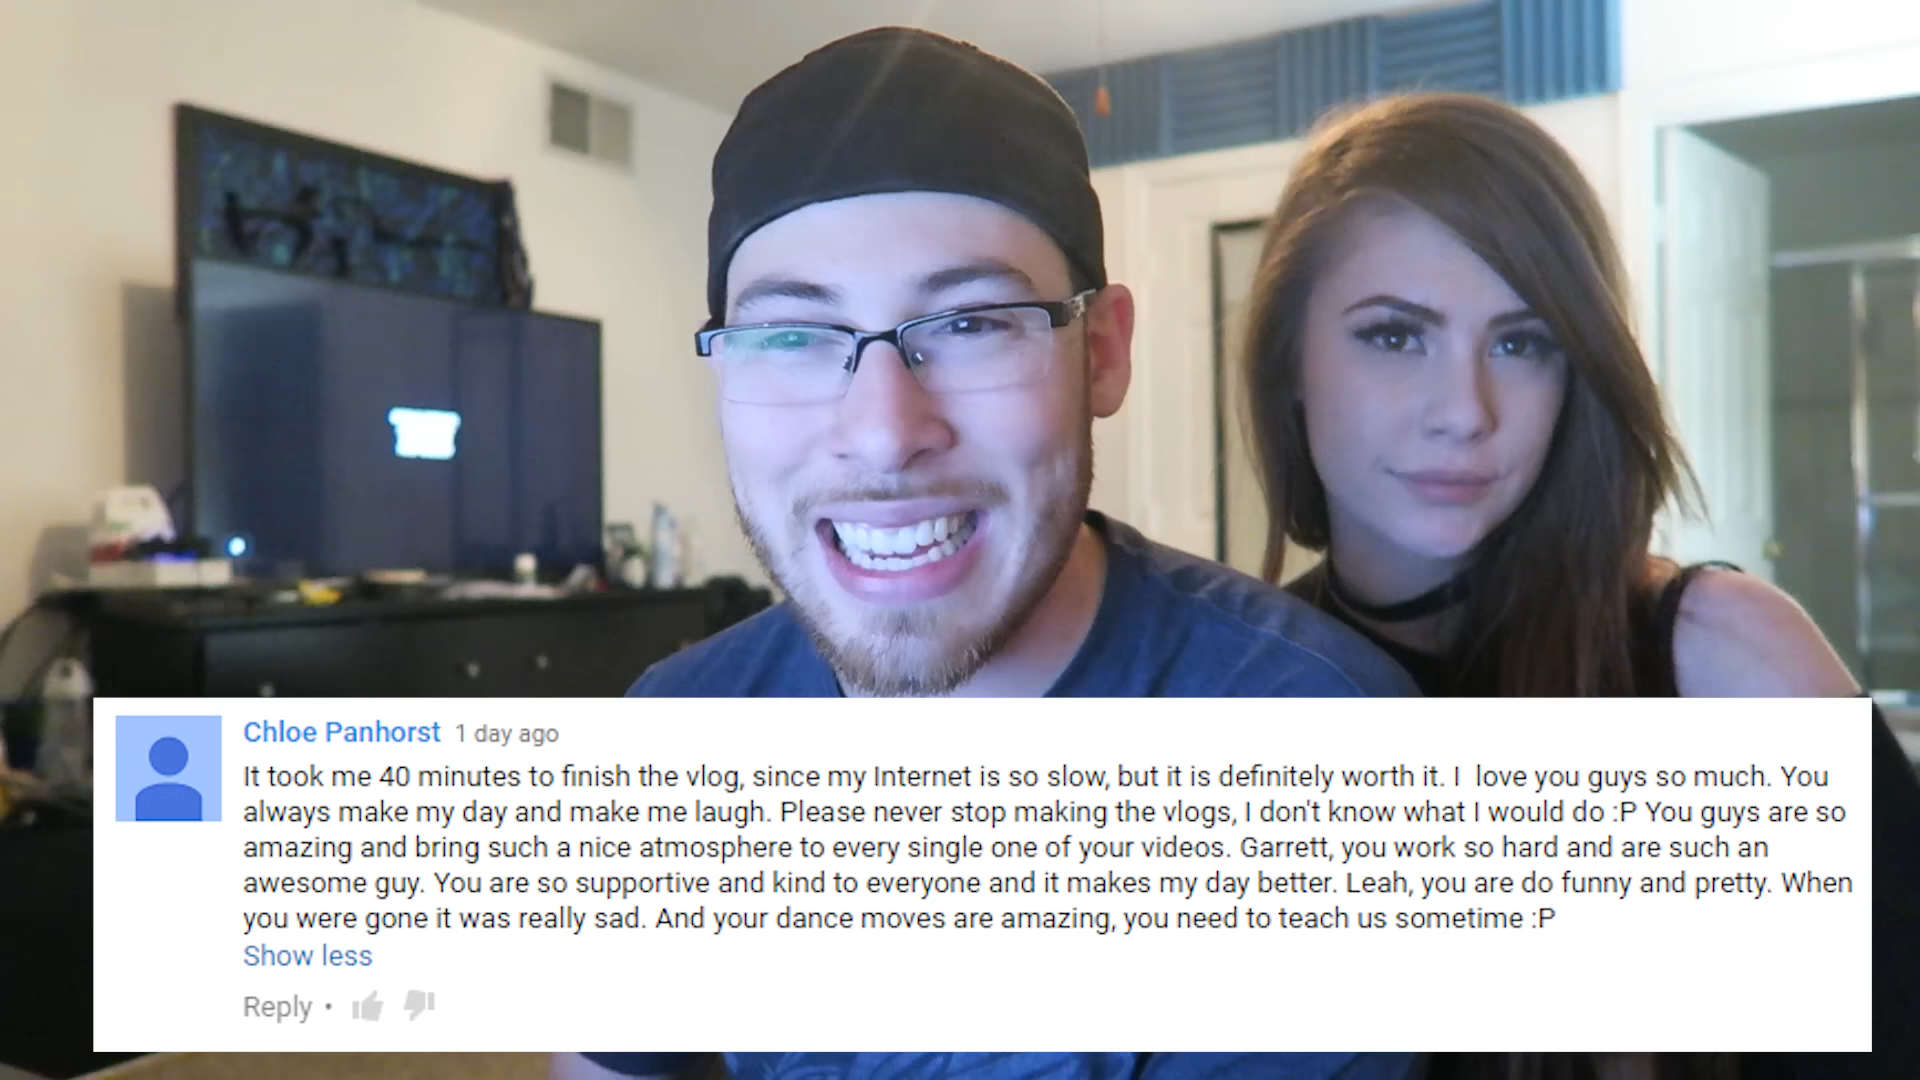 Chloe Panhorst 1 day ago
It took me 40 minutes to finish the vlog, since my Internet is so slow, but it is definitely worth it. I love you guys so much. You
always make my day and make me laugh. Please never stop making the vlogs, I don't know what I would do :P You guys are so
amazing and bring such a nice atmosphere to every single one of your videos. Garrett, you work so hard and are such an
awesome guy. You are so supportive and kind to everyone and it makes my day better. Leah, you are do funny and pretty. When
you were gone it was really sad. And your dance moves are amazing, you need to teach us sometime :P
Show less
Reply •